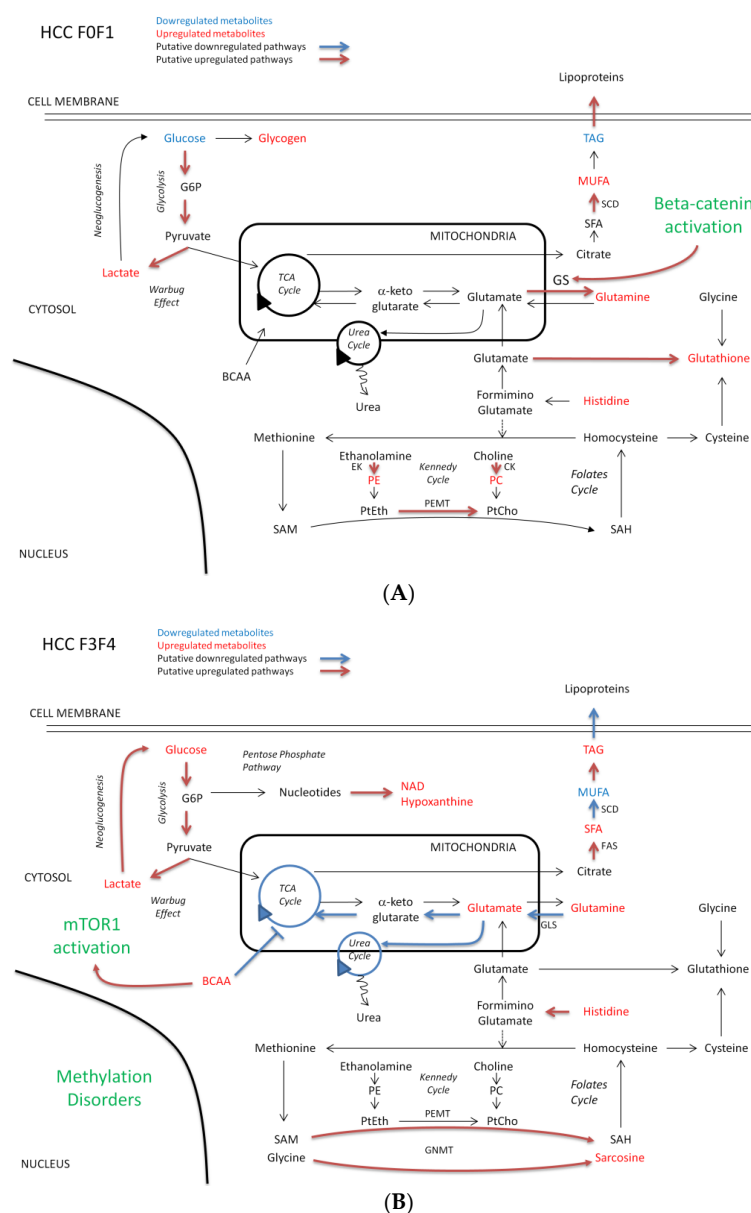 HCC F0F1
Dowregulated metabolites
Upregulated metabolites
Putative downregulated pathways
Putative upregulated pathways
Lipoproteins
CELL MEMBRANE
Glucose
Glycogen
TAG
Neoglucogenesis
Glycolysis
G6P
MUFA
SCD
SFA
Beta-catenin
activation
Pyruvate
MITOCHONDRIA
Citrate
Lactate
Warbug
Effect
TCA
Cycle
GS
CYTOSOL
α-keto
glutarate
Glutamate
Glutamine
Glycine
Urea
Cycle
BCAA
Glutamate
Glutathione
Urea
Formimino
Glutamate
Histidine
Methionine
Homocysteine
Cysteine
Ethanolamine
Choline
EK
Kennedy
Cycle
CK
PE
PC
Folates
Cycle
PEMT
PtEth
PtCho
SAM
SAH
NUCLEUS
(A)
HCC F3F4
Dowregulated metabolites
Upregulated metabolites
Putative downregulated pathways
Putative upregulated pathways
Lipoproteins
CELL MEMBRANE
Glucose
Pentose Phosphate
Pathway
TAG
Neoglucogenesis
Glycolysis
G6P
Nucleotides
NAD
Hypoxanthine
MUFA
SCD
SFA
FAS
Pyruvate
MITOCHONDRIA
Citrate
CYTOSOL
Lactate
Warbug
Effect
TCA
Cycle
α-keto
glutarate
Glutamate
Glutamine
GLS
Glycine
mTOR1
activation
Urea
Cycle
BCAA
Glutamate
Glutathione
Urea
Formimino
Glutamate
Histidine
Methionine
Homocysteine
Cysteine
Methylation
Disorders
Ethanolamine
Choline
Kennedy
Cycle
PE
PC
Folates
Cycle
PEMT
PtEth
PtCho
SAM
SAH
Glycine
GNMT
Sarcosine
NUCLEUS
(B)